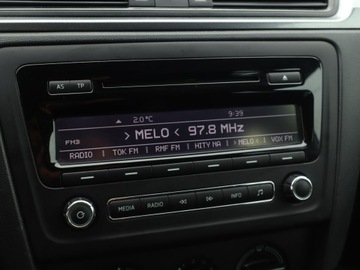 AS TP
2.0°C 9:39
FM3 > MELO < 97.8 MHz
RADIO TOK FM RMF FM HITY NA >MELO< VOX FM
MEDIA RADIO INFO